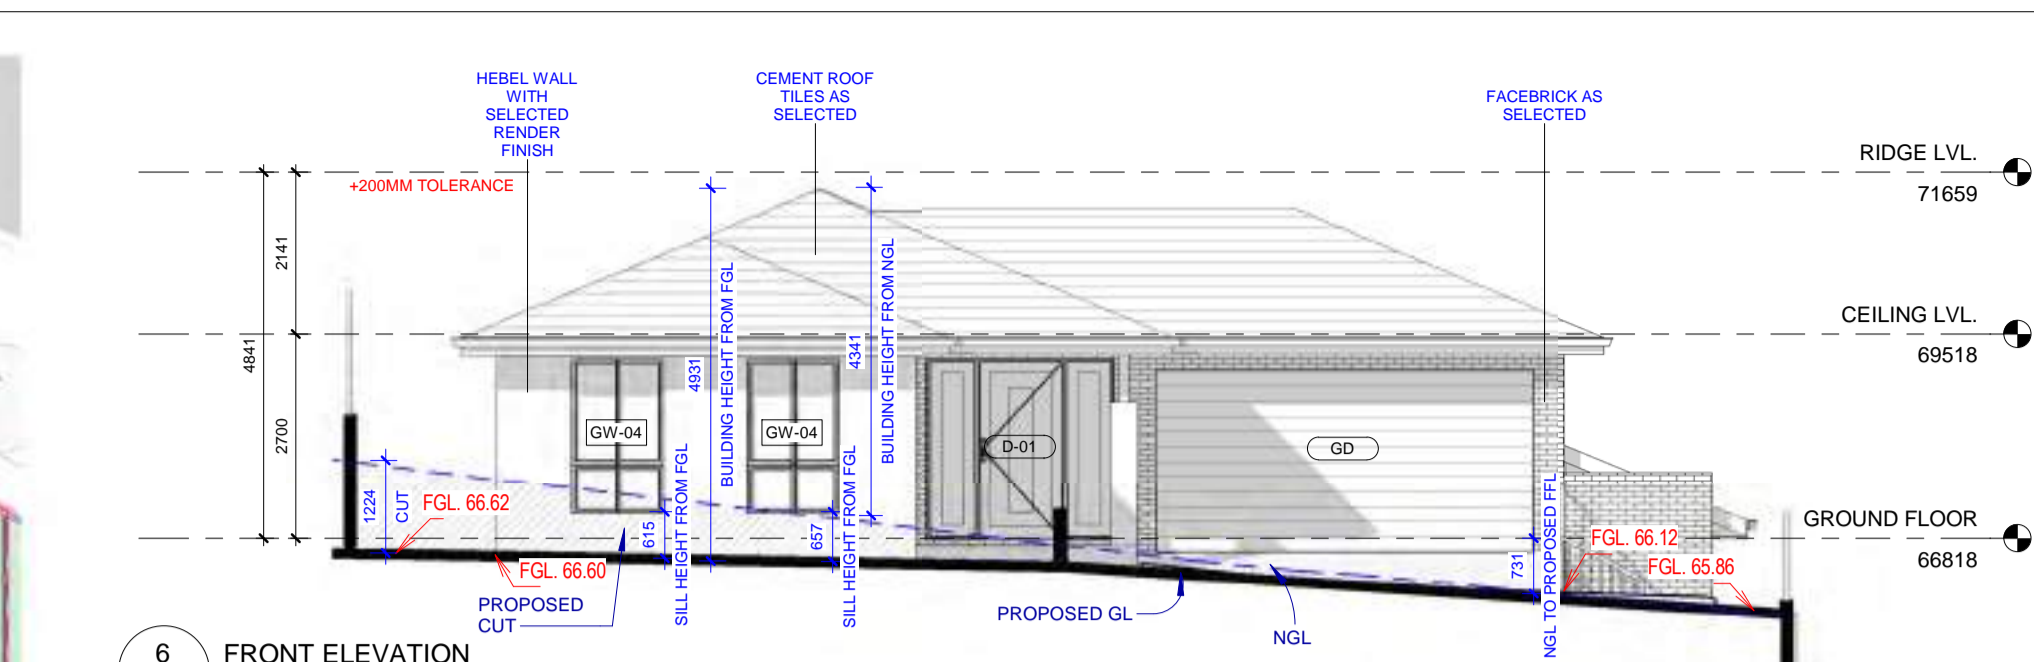 HEBEL WALL
WITH
SELECTED
RENDER
FINISH
CEMENT ROOF
TILES AS
SELECTED
FACEBRICK AS
SELECTED
RIDGE LVL.
71659
+200MM TOLERANCE
2141
4841
2700
CEILING LVL.
69518
4931
BUILDING HEIGHT FROM FGL
4341
BUILDING HEIGHT FROM NGL
GW-04
GW-04
D-01
GD
1224
CUT
FGL. 66.62
615
SILL HEIGHT FROM FGL
657
SILL HEIGHT FROM FGL
731
NGL TO PROPOSED FFL
GROUND FLOOR
66818
FGL. 66.12
FGL. 65.86
FGL. 66.60
PROPOSED
CUT
PROPOSED GL
NGL
6
FRONT ELEVATION